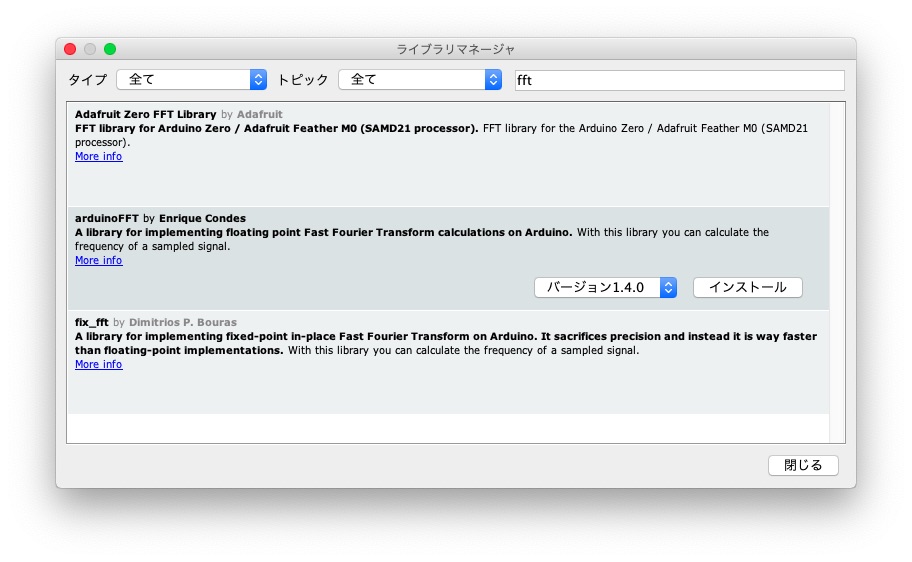 ライブラリマネージャ
タイプ 全て トピック 全て fft
Adafruit Zero FFT Library by Adafruit
FFT library for Arduino Zero / Adafruit Feather M0 (SAMD21 processor). FFT library for the Arduino Zero / Adafruit Feather M0 (SAMD21
processor).
More info
arduinoFFT by Enrique Condes
A library for implementing floating point Fast Fourier Transform calculations on Arduino. With this library you can calculate the
frequency of a sampled signal.
More info
バージョン1.4.0 インストール
fix_fft by Dimitrios P. Bouras
A library for implementing fixed-point in-place Fast Fourier Transform on Arduino. It sacrifices precision and instead it is way faster
than floating-point implementations. With this library you can calculate the frequency of a sampled signal.
More info
閉じる